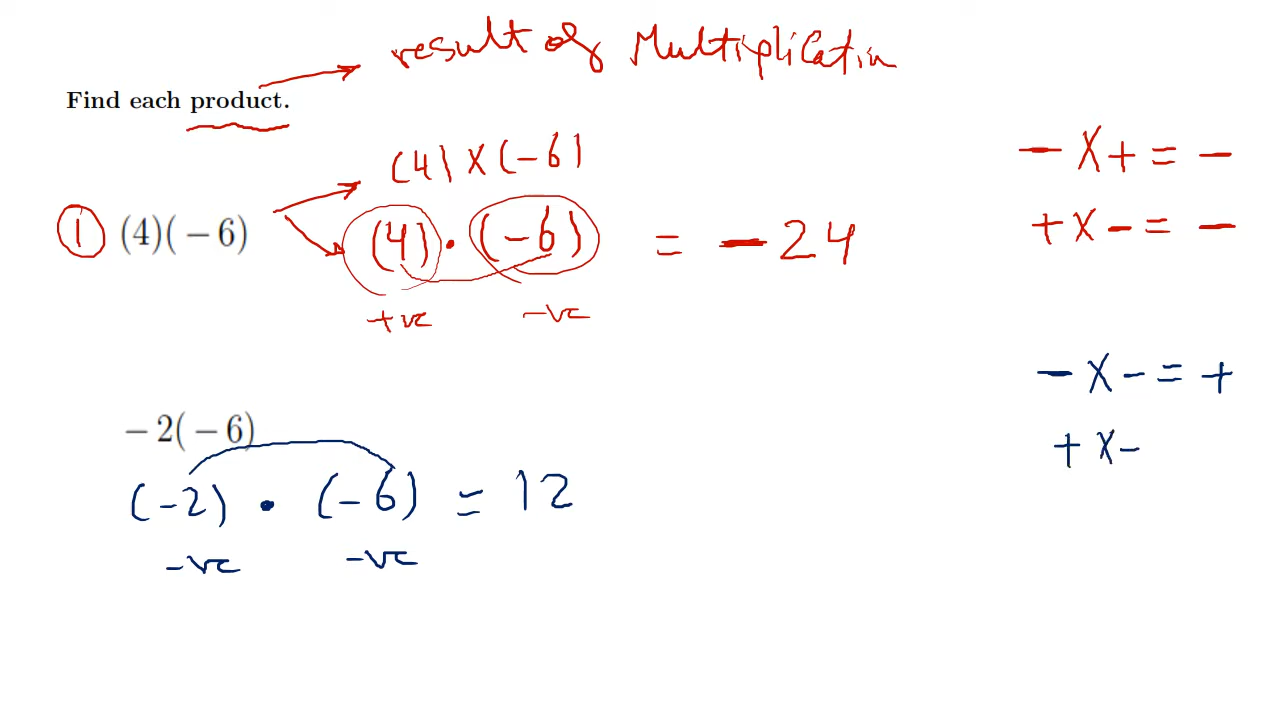 result of Multiplicatin
Find each product.
(4) X (-6)
- X + = -
① (4)(-6)
(4) · (-6) = -24
+ X - = -
+ve -ve
- X - = +
-2(-6)
+ X -
(-2) · (-6) = 12
-ve -ve